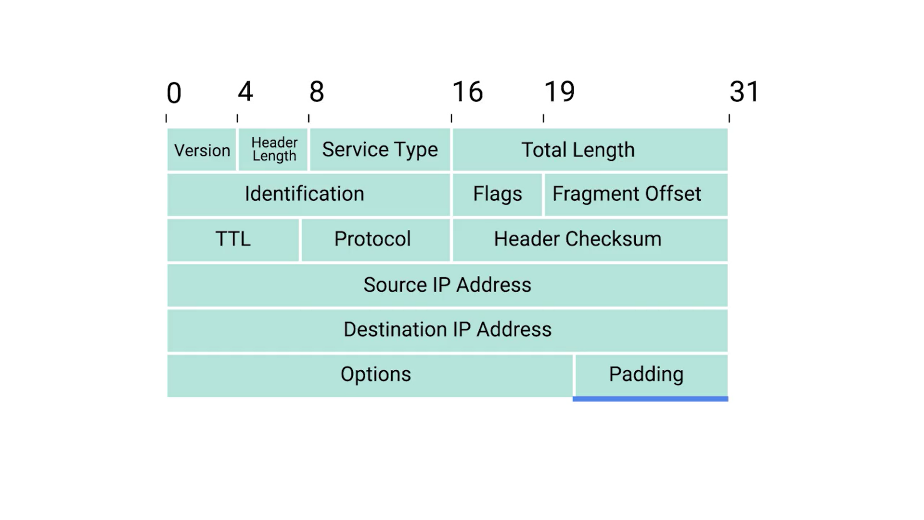 0 4 8 16 19 31
Version Header Length Service Type Total Length
Identification Flags Fragment Offset
TTL Protocol Header Checksum
Source IP Address
Destination IP Address
Options Padding